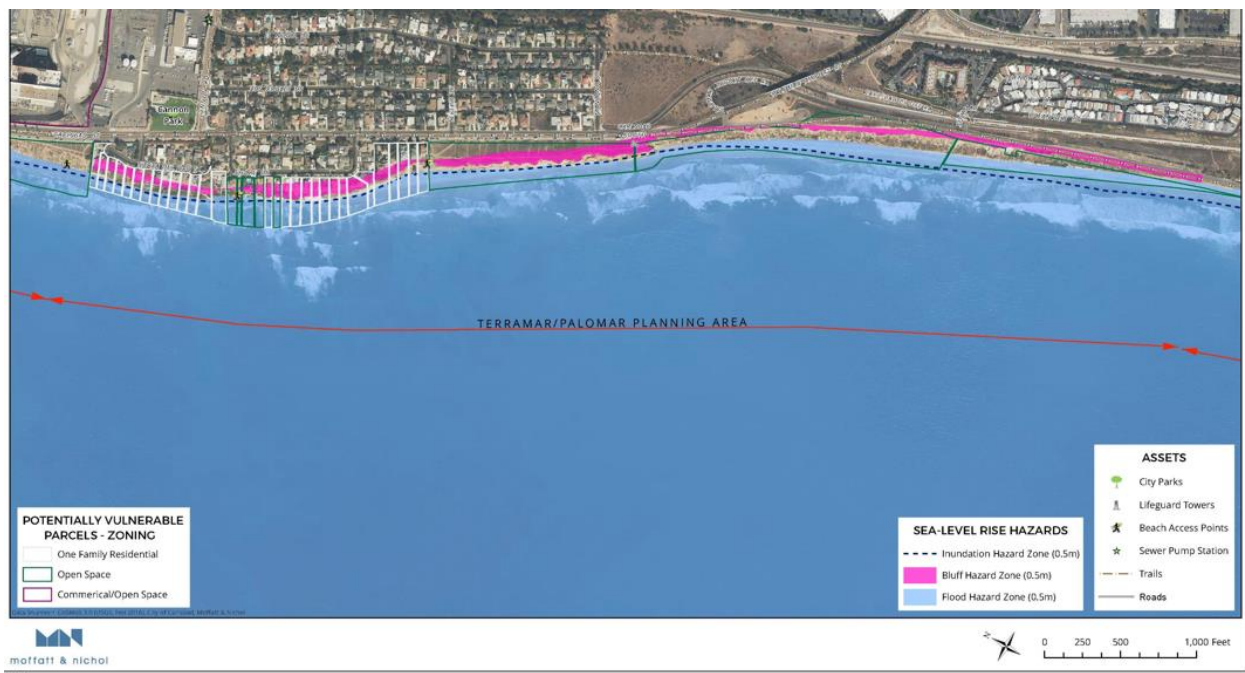 Gannon
Park
TERRAMAR/PALOMAR PLANNING AREA
POTENTIALLY VULNERABLE
PARCELS - ZONING
One Family Residential
Open Space
Commerical/Open Space
SEA-LEVEL RISE HAZARDS
Inundation Hazard Zone (0.5m)
Bluff Hazard Zone (0.5m)
Flood Hazard Zone (0.5m)
ASSETS
City Parks
Lifeguard Towers
Beach Access Points
Sewer Pump Station
Trails
Roads
moffatt & nichol
N
0 250 500 1,000 Feet